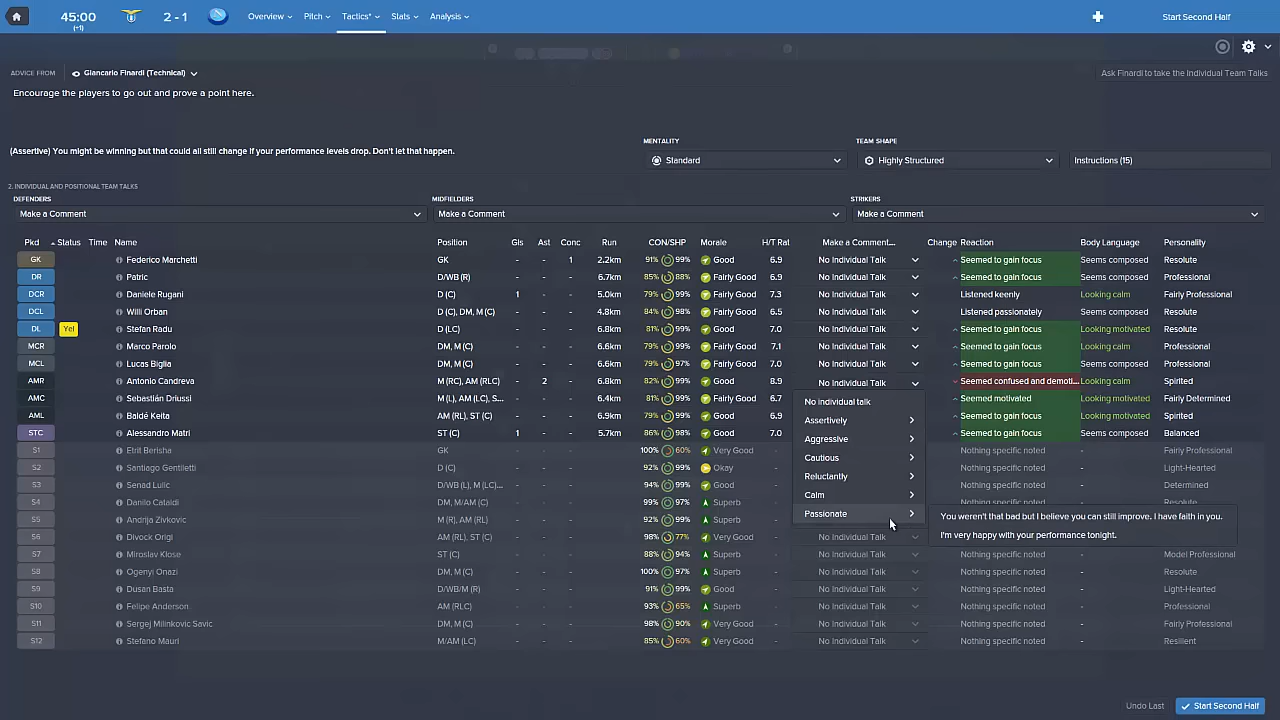 45:00 2 - 1 Overview Pitch Tactics* Stats Analysis Start Second Half
(+1)
ADVICE FROM Giancario Finardi (Technical) Ask Finardi to take the Individual Team Talks
Encourage the players to go out and prove a point here.
MENTALITY TEAM SHAPE
(Assertive) You might be winning but that could all still change if your performance levels drop. Don't let that happen.
Standard Highly Structured Instructions (15)
2. INDIVIDUAL AND POSITIONAL TEAM TALKS
DEFENDERS MIDFIELDERS STRIKERS
Make a Comment Make a Comment Make a Comment
Pkd Status Time Name Position Gls Ast Conc Run CON/SHP Morale H/T Rat Make a Comment... Change Reaction Body Language Personality
GK Federico Marchetti GK - - 1 2.2km 91% 99% Good 6.9 No Individual Talk Seemed to gain focus Seems composed Resolute
DR Patric D/WB (R) - - - 6.7km 85% 88% Fairly Good 6.9 No Individual Talk Seemed to gain focus Seems composed Professional
DCR Daniele Rugani D (C) 1 - - 5.0km 79% 99% Fairly Good 7.3 No Individual Talk Listened keenly Looking calm Fairly Professional
DCL Willi Orban D (C), DM, M (C) - - - 4.8km 84% 98% Fairly Good 6.5 No Individual Talk Listened passionately Seems composed Resolute
DL Yel Stefan Radu D (LC) - - - 6.8km 81% 99% Good 7.0 No Individual Talk Seemed to gain focus Looking motivated Resolute
MCR Marco Parolo DM, M (C) - - - 6.6km 79% 99% Fairly Good 7.1 No Individual Talk Seemed to gain focus Looking calm Professional
MCL Lucas Biglia DM, M (C) - - - 6.6km 79% 97% Fairly Good 7.0 No Individual Talk Seemed to gain focus Seems composed Professional
AMR Antonio Candreva M (RC), AM (RLC) - 2 - 6.8km 82% 99% Good 8.9 No Individual Talk Seemed confused and demoti... Looking calm Spirited
AMC Sebastián Driussi M (L), AM (LC), S... - - - 6.4km 81% 99% Fairly Good 6.7 Seemed motivated Looking motivated Fairly Determined
AML Baldé Keita AM (RL), ST (C) - - - 6.9km 79% 99% Good 6.9 Seemed to gain focus Looking motivated Spirited
STC Alessandro Matri ST (C) 1 - - 5.7km 86% 98% Good 7.0 Seemed to gain focus Seems composed Balanced
S1 Etrit Berisha GK - - - - 100% 60% Very Good - Nothing specific noted - Fairly Professional
S2 Santiago Gentiletti D (C) - - - - 92% 99% Okay - Nothing specific noted - Light-Hearted
S3 Senad Lulic D/WB (L), M (LC)... - - - - 94% 99% Good - Nothing specific noted - Determined
S4 Danilo Cataldi DM, M/AM (C) - - - - 99% 97% Superb - Nothing specific noted - Resolute
S5 Andrija Zivkovic M (R), AM (RL) - - - - 92% 99% Superb -
S6 Divock Origi AM (RL), ST (C) - - - - 98% 77% Very Good - No Individual Talk
S7 Miroslav Klose ST (C) - - - - 88% 94% Superb - No Individual Talk Nothing specific noted - Model Professional
S8 Ogenyi Onazi DM, M (C) - - - - 100% 97% Superb - No Individual Talk Nothing specific noted - Resolute
S9 Dusan Basta D/WB/M (R) - - - - 91% 99% Good - No Individual Talk Nothing specific noted - Light-Hearted
S10 Felipe Anderson AM (RLC) - - - - 93% 65% Superb - No Individual Talk Nothing specific noted - Professional
S11 Sergej Milinkovic Savic DM, M (C) - - - - 98% 90% Very Good - No Individual Talk Nothing specific noted - Fairly Professional
S12 Stefano Mauri M/AM (LC) - - - - 85% 60% Very Good - No Individual Talk Nothing specific noted - Resilient
No individual talk
Assertively
Aggressive
Cautious
Reluctantly
Calm
Passionate
You weren't that bad but I believe you can still improve. I have faith in you.
I'm very happy with your performance tonight.
Undo Last Start Second Half